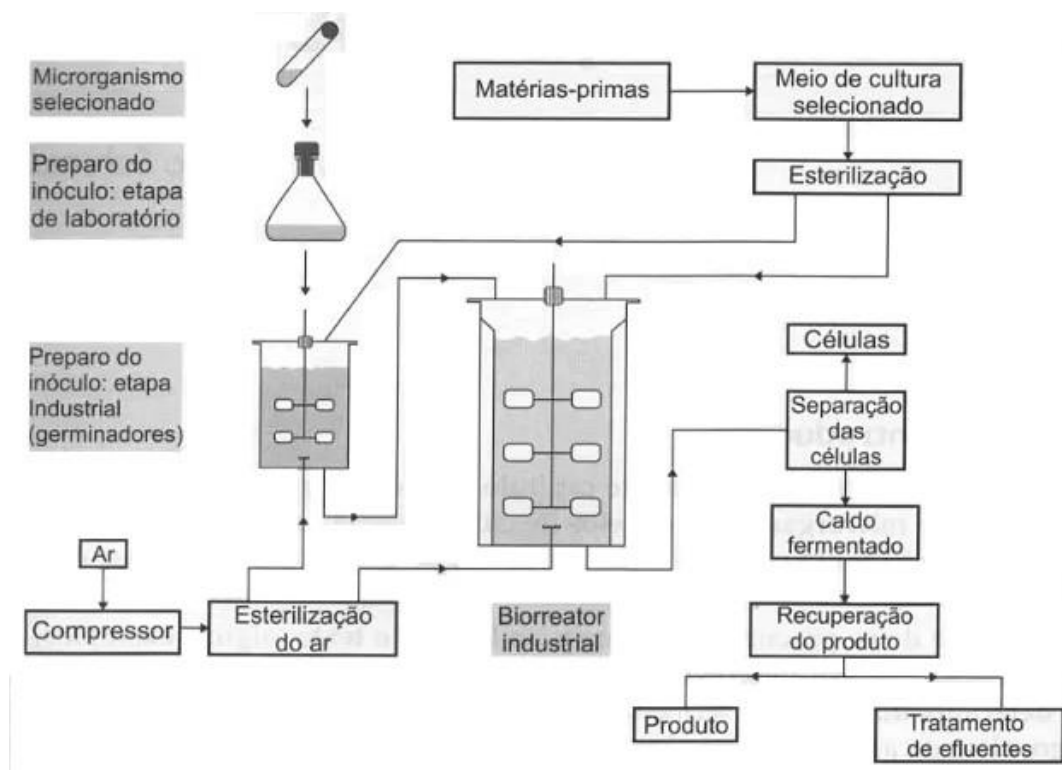 Microrganismo
selecionado
Matérias-primas
Meio de cultura
selecionado
Preparo do
inóculo: etapa
de laboratório
Esterilização
Preparo do
inóculo: etapa
Industrial
(germinadores)
Células
Separação
das
células
Caldo
fermentado
Ar
Compressor
Esterilização
do ar
Biorreator
industrial
Recuperação
do produto
Produto
Tratamento
de efluentes